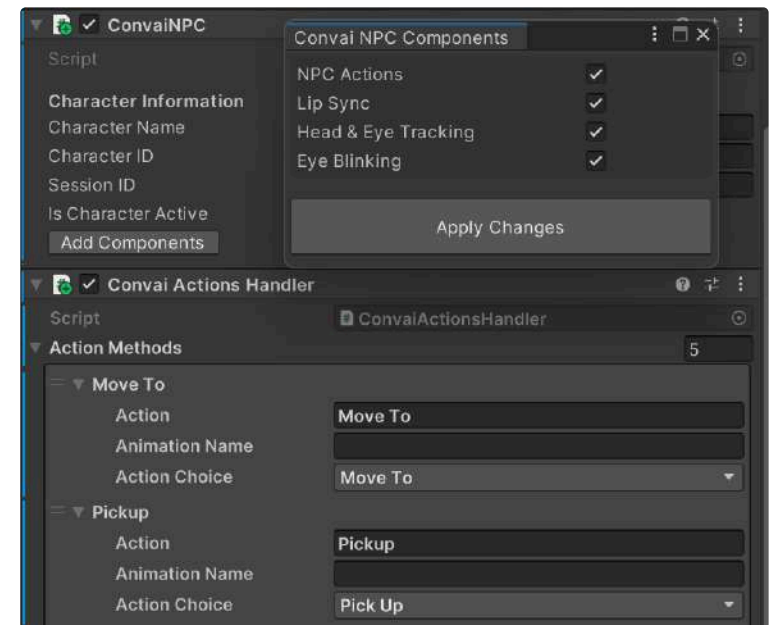 ConvaiNPC
Convai NPC Components
Script
NPC Actions
Lip Sync
Head & Eye Tracking
Eye Blinking
Apply Changes
Character Information
Character Name
Character ID
Session ID
Is Character Active
Add Components
Convai Actions Handler
Script ConvaiActionsHandler
Action Methods 5
Move To
Action Move To
Animation Name
Action Choice Move To
Pickup
Action Pickup
Animation Name
Action Choice Pick Up